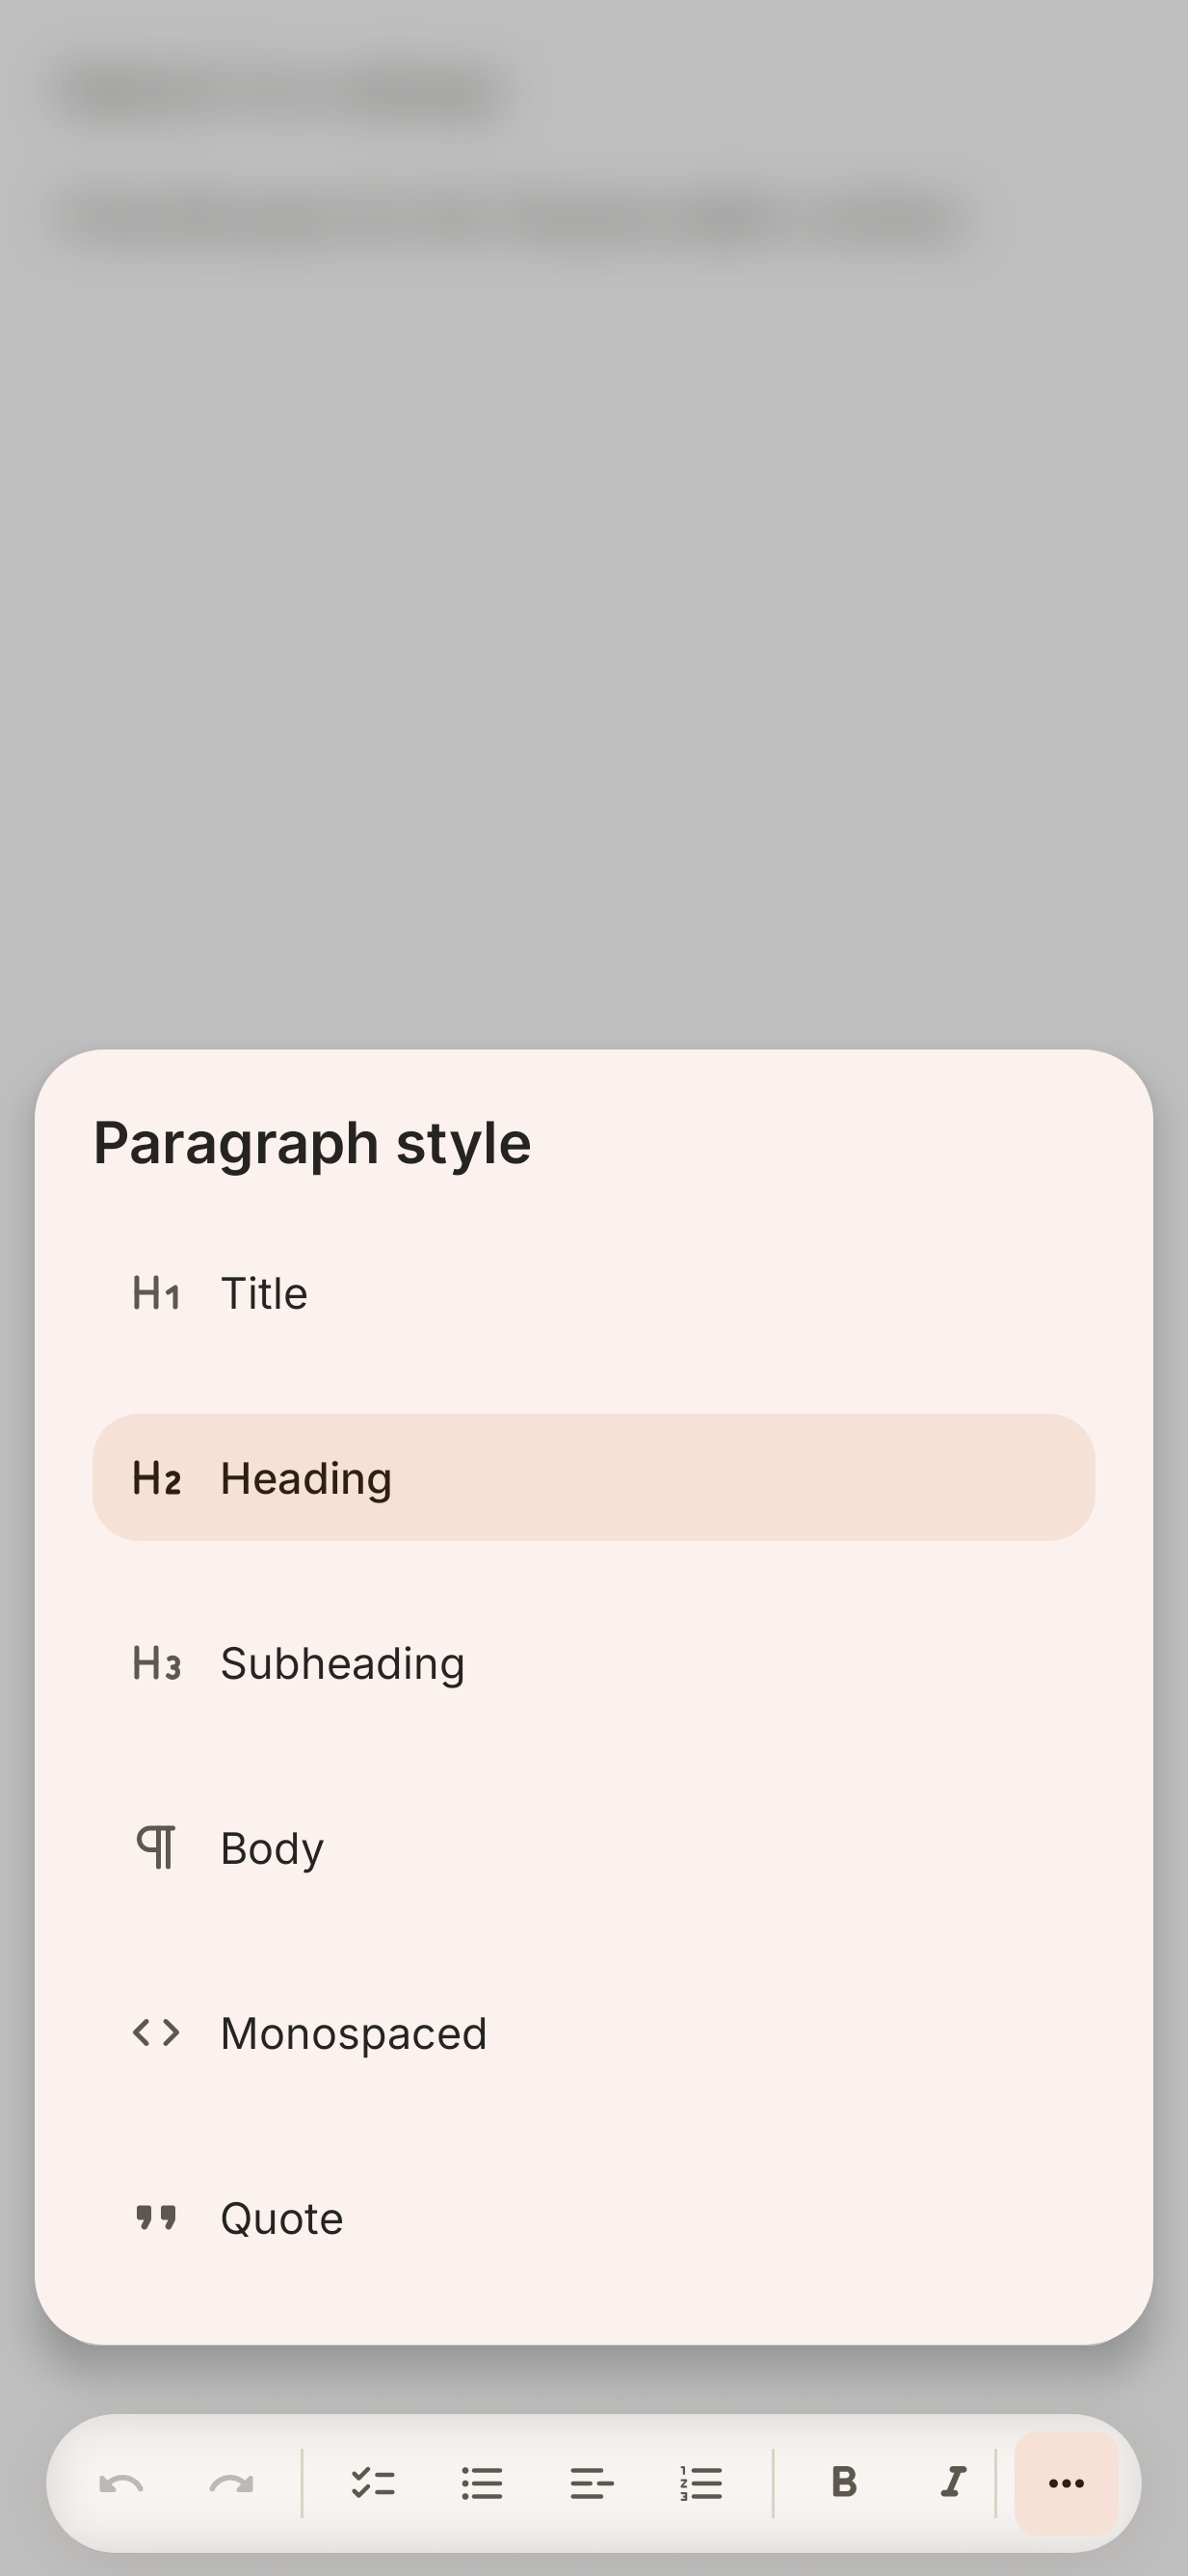 Paragraph style
H1 Title
H2 Heading
H3 Subheading
Body
Monospaced
Quote
B I